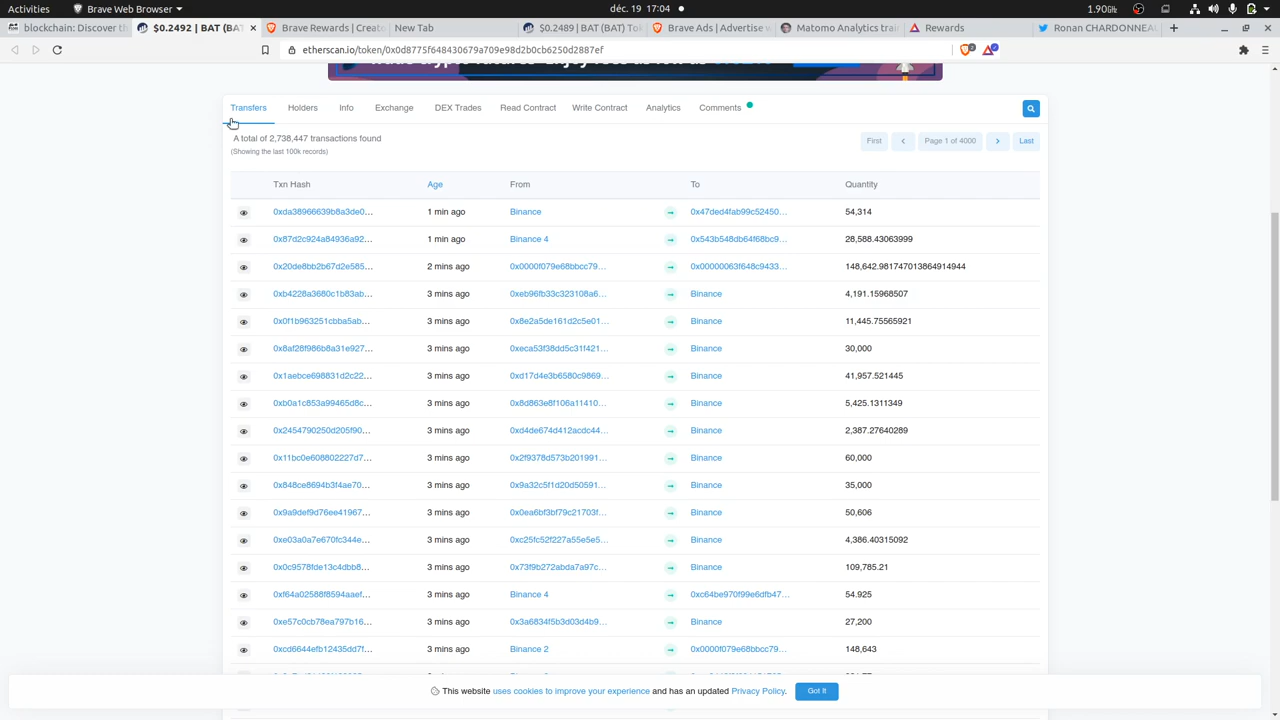 Activities Brave Web Browser déc. 19 17:04 1.90kG
blockchain: Discover th $0.2492 | BAT (BA Brave Rewards | Create New Tab $0.2489 | BAT (BAT) To Brave Ads | Advertise w Matomo Analytics trai Rewards Ronan CHARDONNEA
etherscan.io/token/0x0d8775f648430679a709e98d2b0cb6250d2887ef
Transfers Holders Info Exchange DEX Trades Read Contract Write Contract Analytics Comments
A total of 2,738,447 transactions found
(Showing the last 100k records)
First Page 1 of 4000 Last
Txn Hash Age From To Quantity
0xda38966639b8a3de0... 1 min ago Binance 0x47ded4fab99c52450... 54,314
0x87d2c924a84936a92... 1 min ago Binance 4 0x543b548db64f68bc9... 28,588.43063999
0x20de8bb2b67d2e585... 2 mins ago 0x0000f079e68bbcc79... 0x00000063f648c9433... 148,642.981747013864914944
0xb4228a3680c1b83ab... 3 mins ago 0xeb96fb33c323108a6... Binance 4,191.15968507
0x0f1b963251cbba5ab... 3 mins ago 0x8e2a5de161d2c5e01... Binance 11,445.75565921
0x8af28f986b8a31e927... 3 mins ago 0xeca53f38dd5c31f421... Binance 30,000
0x1aebce698831d2c22... 3 mins ago 0xd17d4e3b6580c9869... Binance 41,957.521445
0xb0a1c853a99465d8c... 3 mins ago 0x8d863e8f106a11410... Binance 5,425.1311349
0x2454790250d205f90... 3 mins ago 0xd4de674d412acdc44... Binance 2,387.27640289
0x11bc0e608802227d7... 3 mins ago 0x2f9378d573b201991... Binance 60,000
0x848ce8694b3f4ae70... 3 mins ago 0x9a32c5f1d20d50591... Binance 35,000
0x9a9def9d76ee41967... 3 mins ago 0x0ea6bf3bf79c21703f... Binance 50,606
0xe03a0a7e670fc344e... 3 mins ago 0xc25fc52f227a55e5e5... Binance 4,386.40315092
0x0c9578fde13c4dbb8... 3 mins ago 0x73f9b272abda7a97c... Binance 109,785.21
0xf64a02588f8594aaef... 3 mins ago Binance 4 0xc64be970f99e6dfb47... 54.925
0xe57c0cb78ea797b16... 3 mins ago 0x3a6834f5b3d03d4b9... Binance 27,200
0xcd6644efb12435dd7f... 3 mins ago Binance 2 0x0000f079e68bbcc79... 148,643
This website uses cookies to improve your experience and has an updated Privacy Policy. Got It